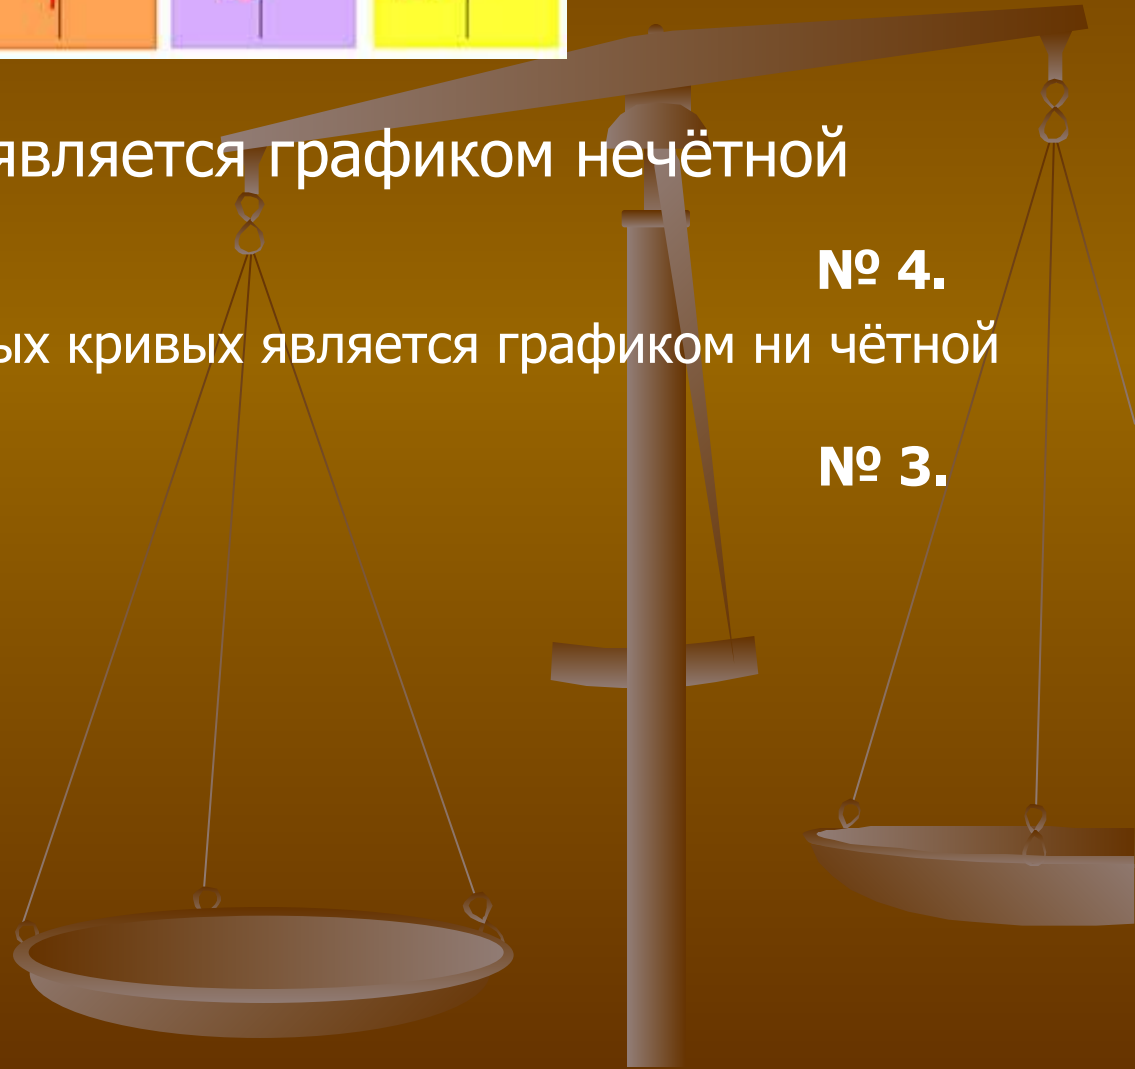 является графиком нечётной
№ 4.
ых кривых является графиком ни чётной
№ 3.